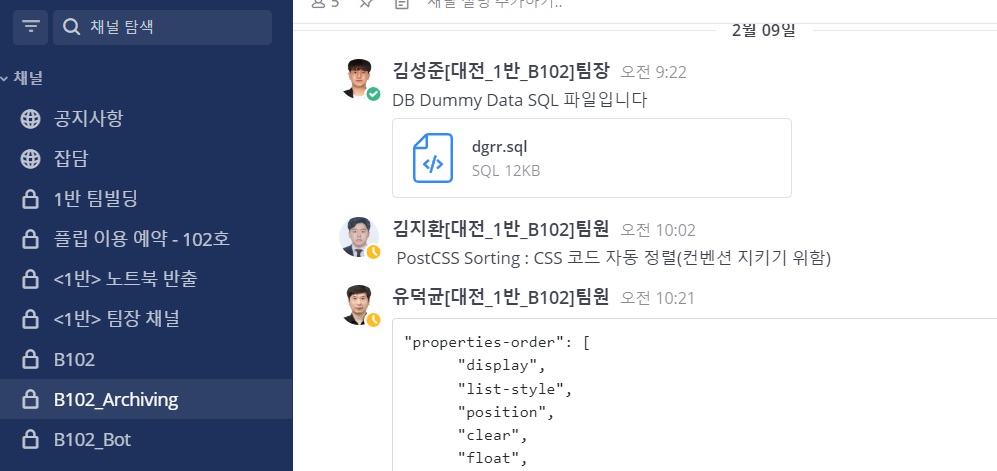 채널 탐색
채널
공지사항
잡담
1반 팀빌딩
플립 이용 예약 - 102호
<1반> 노트북 반출
<1반> 팀장 채널
B102
B102_Archiving
B102_Bot
5
2월 09일
김성준[대전_1반_B102]팀장 오전 9:22
DB Dummy Data SQL 파일입니다
dgrr.sql
SQL 12KB
김지환[대전_1반_B102]팀원 오전 10:02
PostCSS Sorting : CSS 코드 자동 정렬(컨벤션 지키기 위함)
유덕균[대전_1반_B102]팀원 오전 10:21
"properties-order": [
"display",
"list-style",
"position",
"clear",
"float",